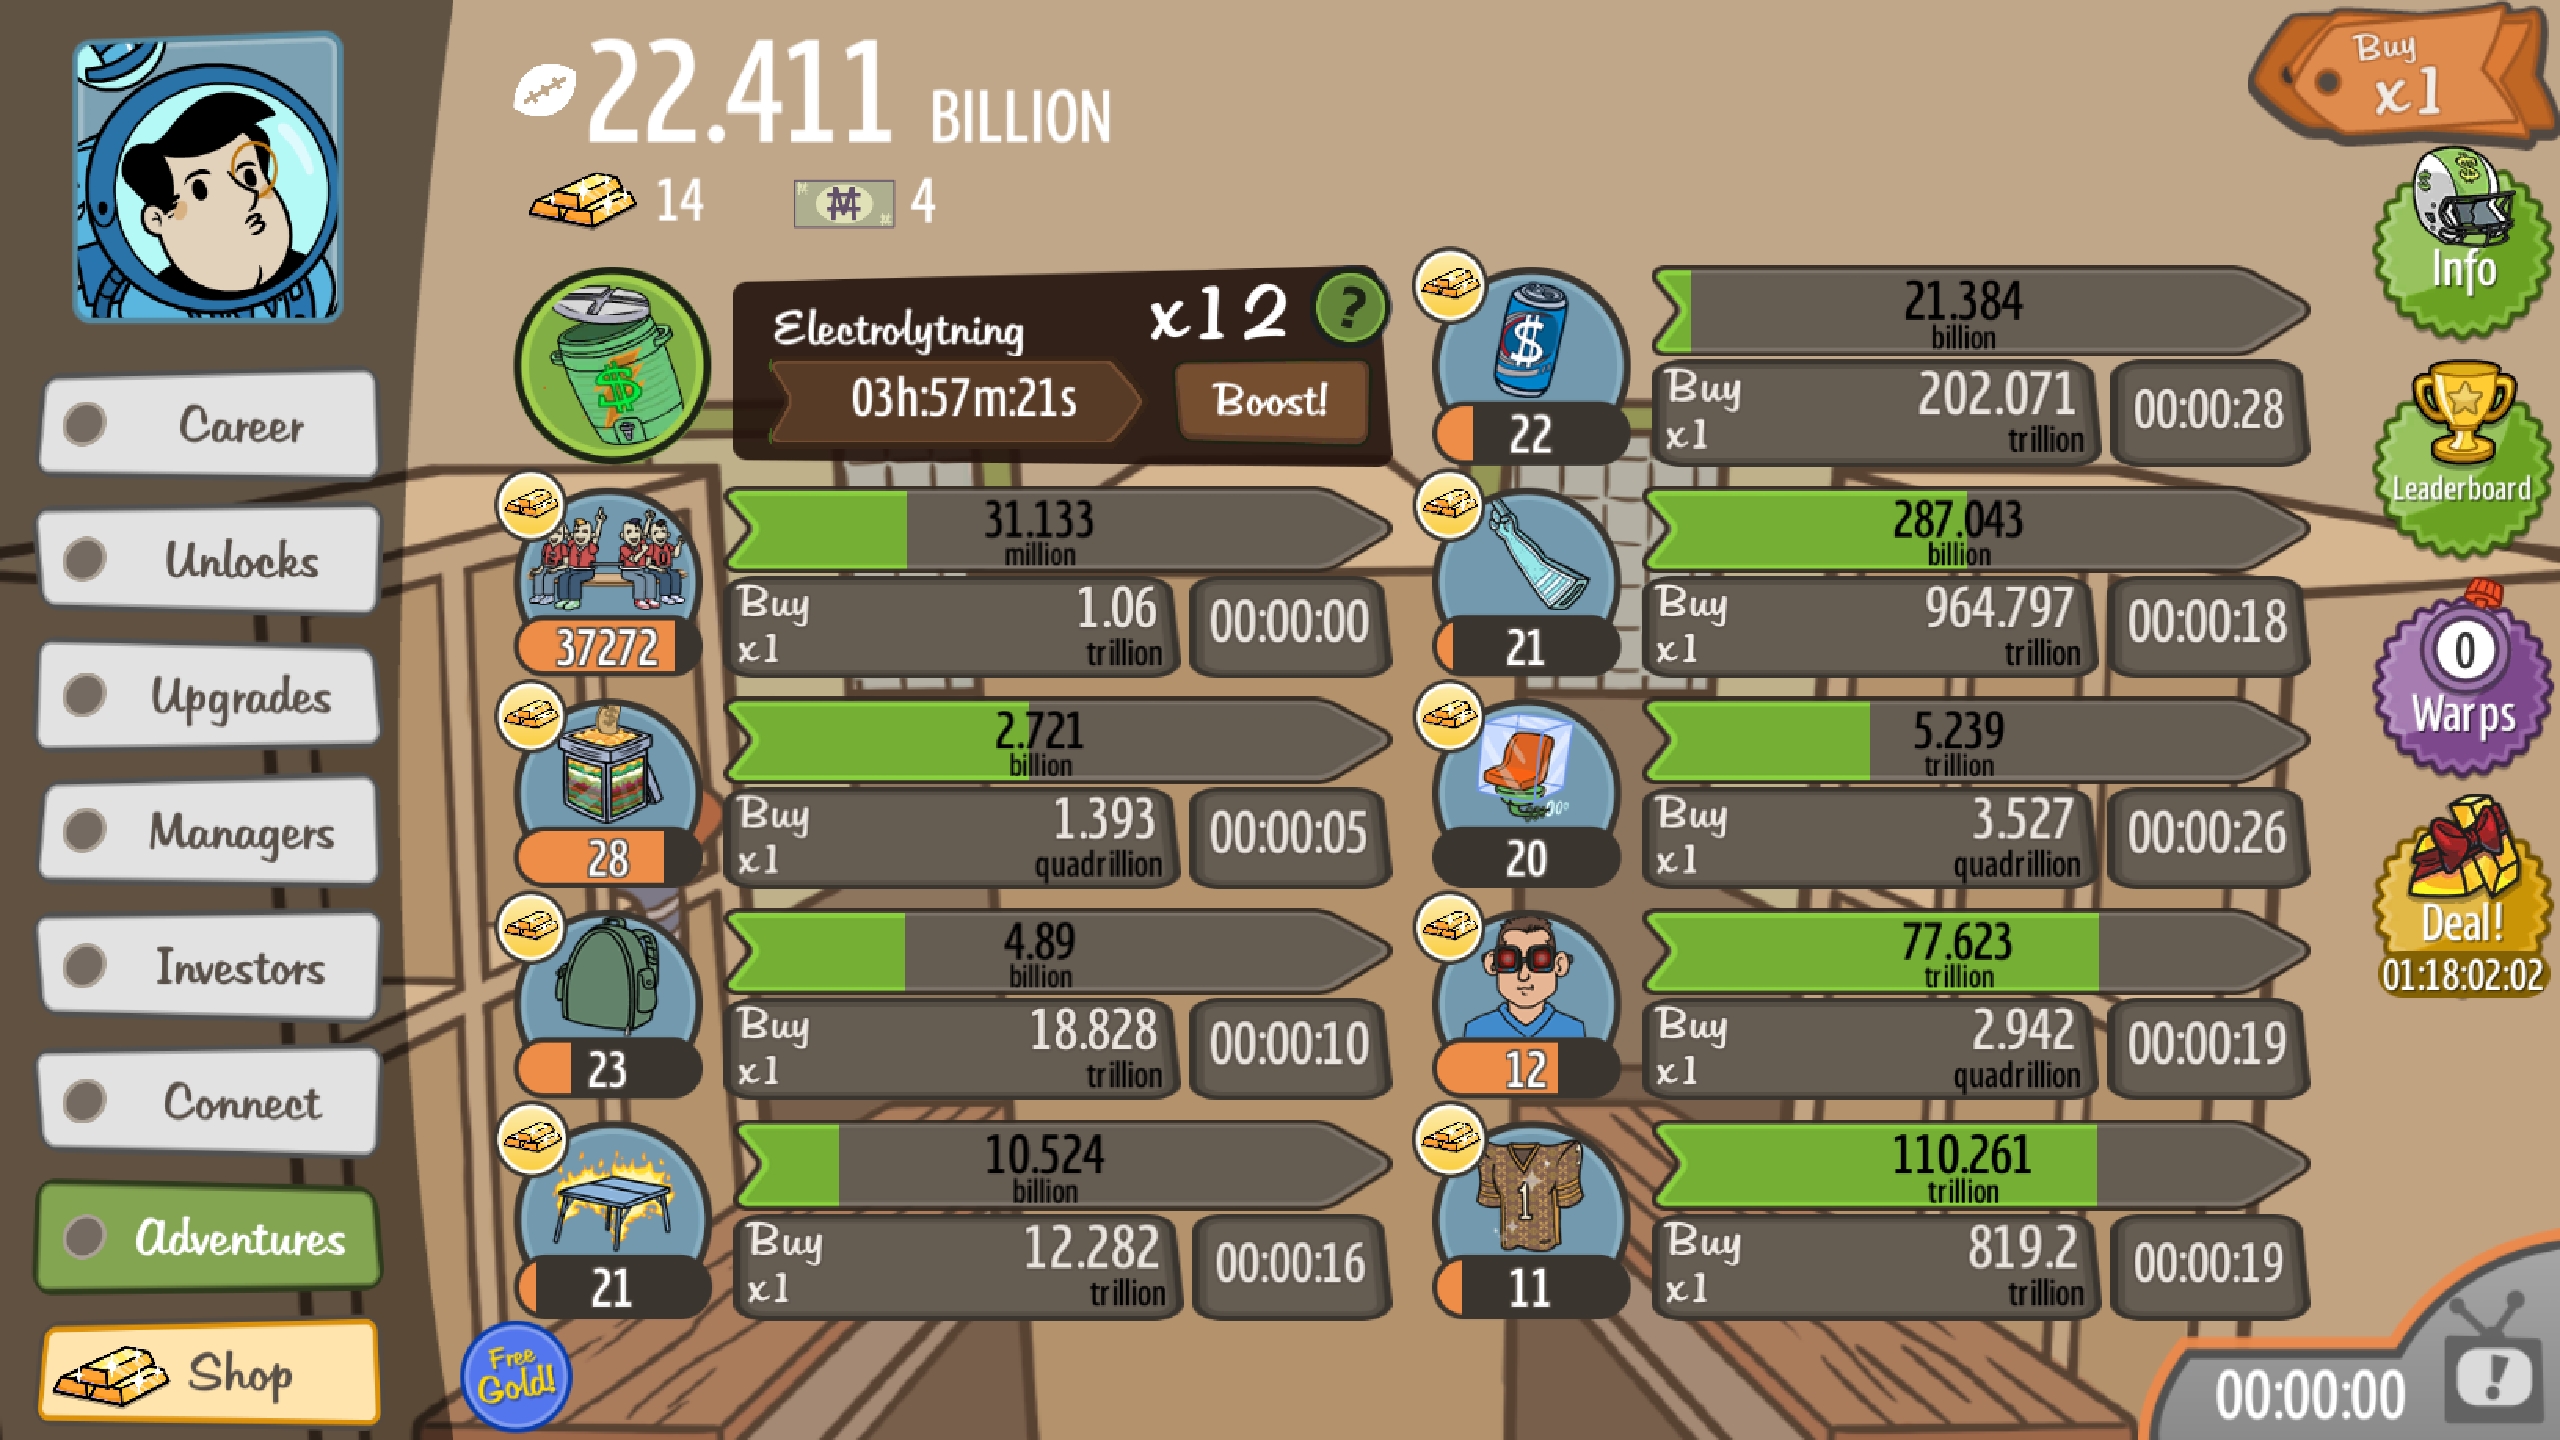 22.411 BILLION
14
4
Buy
x1
Info
Leaderboard
0
Warps
Deal!
01:18:02:02
Career
Unlocks
Upgrades
Managers
Investors
Connect
Adventures
Shop
Free
Gold!
Electrolytning
x12
?
03h:57m:21s
Boost!
37272
31.133
million
Buy
x1
1.06
trillion
00:00:00
28
2.721
billion
Buy
x1
1.393
quadrillion
00:00:05
23
4.89
billion
Buy
x1
18.828
trillion
00:00:10
21
10.524
billion
Buy
x1
12.282
trillion
00:00:16
$
22
21.384
billion
Buy
x1
202.071
trillion
00:00:28
21
287.043
billion
Buy
x1
964.797
trillion
00:00:18
20
5.239
trillion
Buy
x1
3.527
quadrillion
00:00:26
12
77.623
trillion
Buy
x1
2.942
quadrillion
00:00:19
1
11
110.261
trillion
Buy
x1
819.2
trillion
00:00:19
00:00:00
!